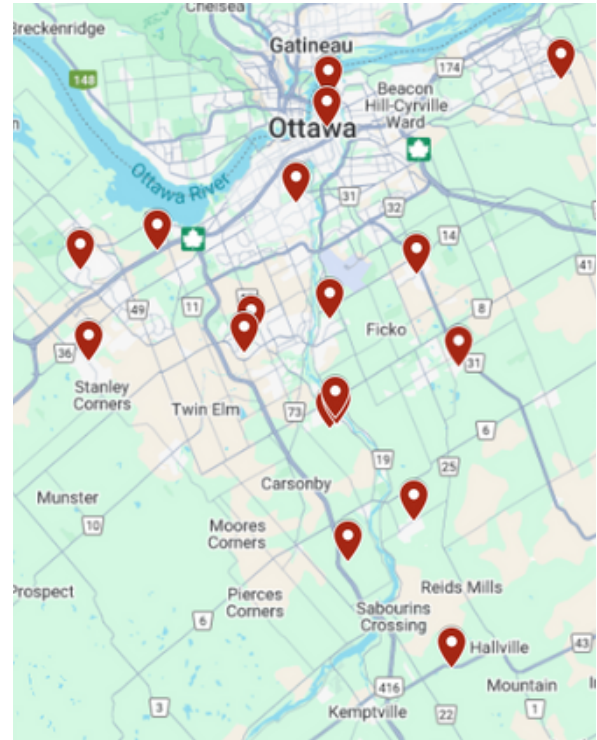 Chelsea
Breckenridge
Gatineau
148
174
Beacon
Hill-Cyrville
Ward
Ottawa
Ottawa River
31
32
14
41
49
11
8
Ficko
36
31
Stanley
Corners
Twin Elm
73
6
19
25
Carsonby
Munster
10
Moores
Corners
Prospect
Pierces
Corners
Reids Mills
6
Sabourins
Crossing
Hallville
43
416
Mountain
3
Kemptville
22
1